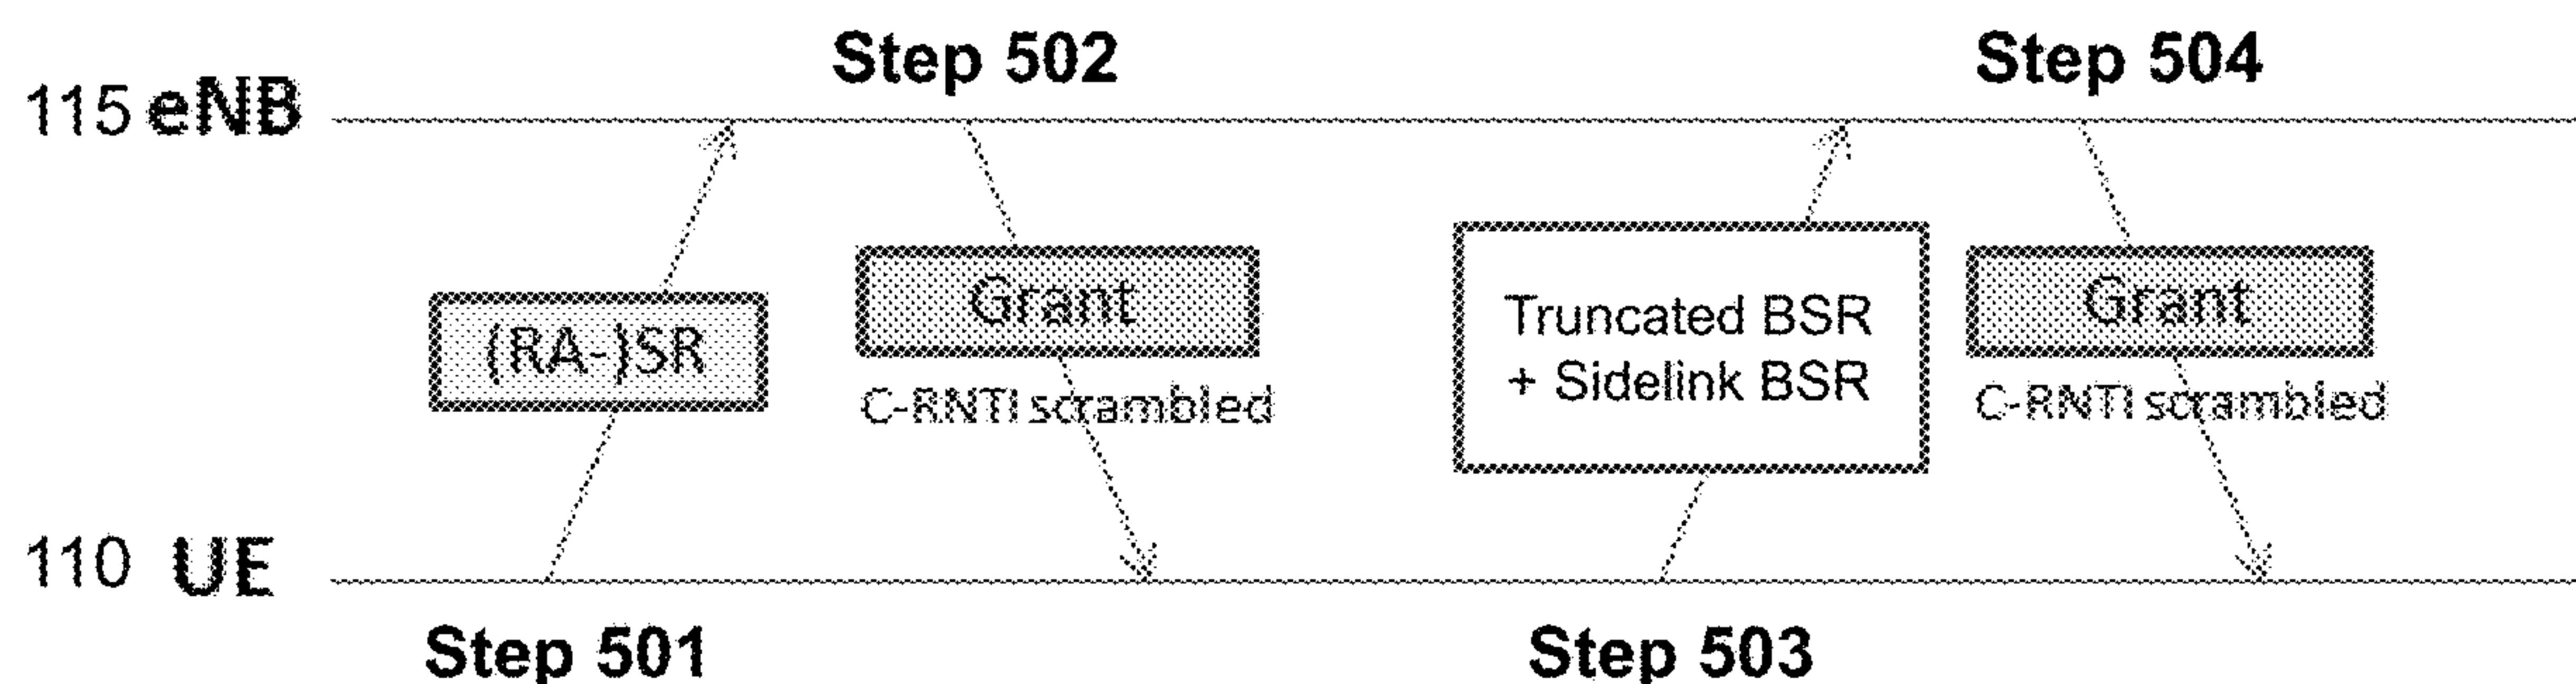 Step 502
Step 504
115 eNB
(RA-)SR
Grant
C-RNTI scrambled
Truncated BSR
+ Sidelink BSR
Grant
C-RNTI scrambled
110 UE
Step 501
Step 503